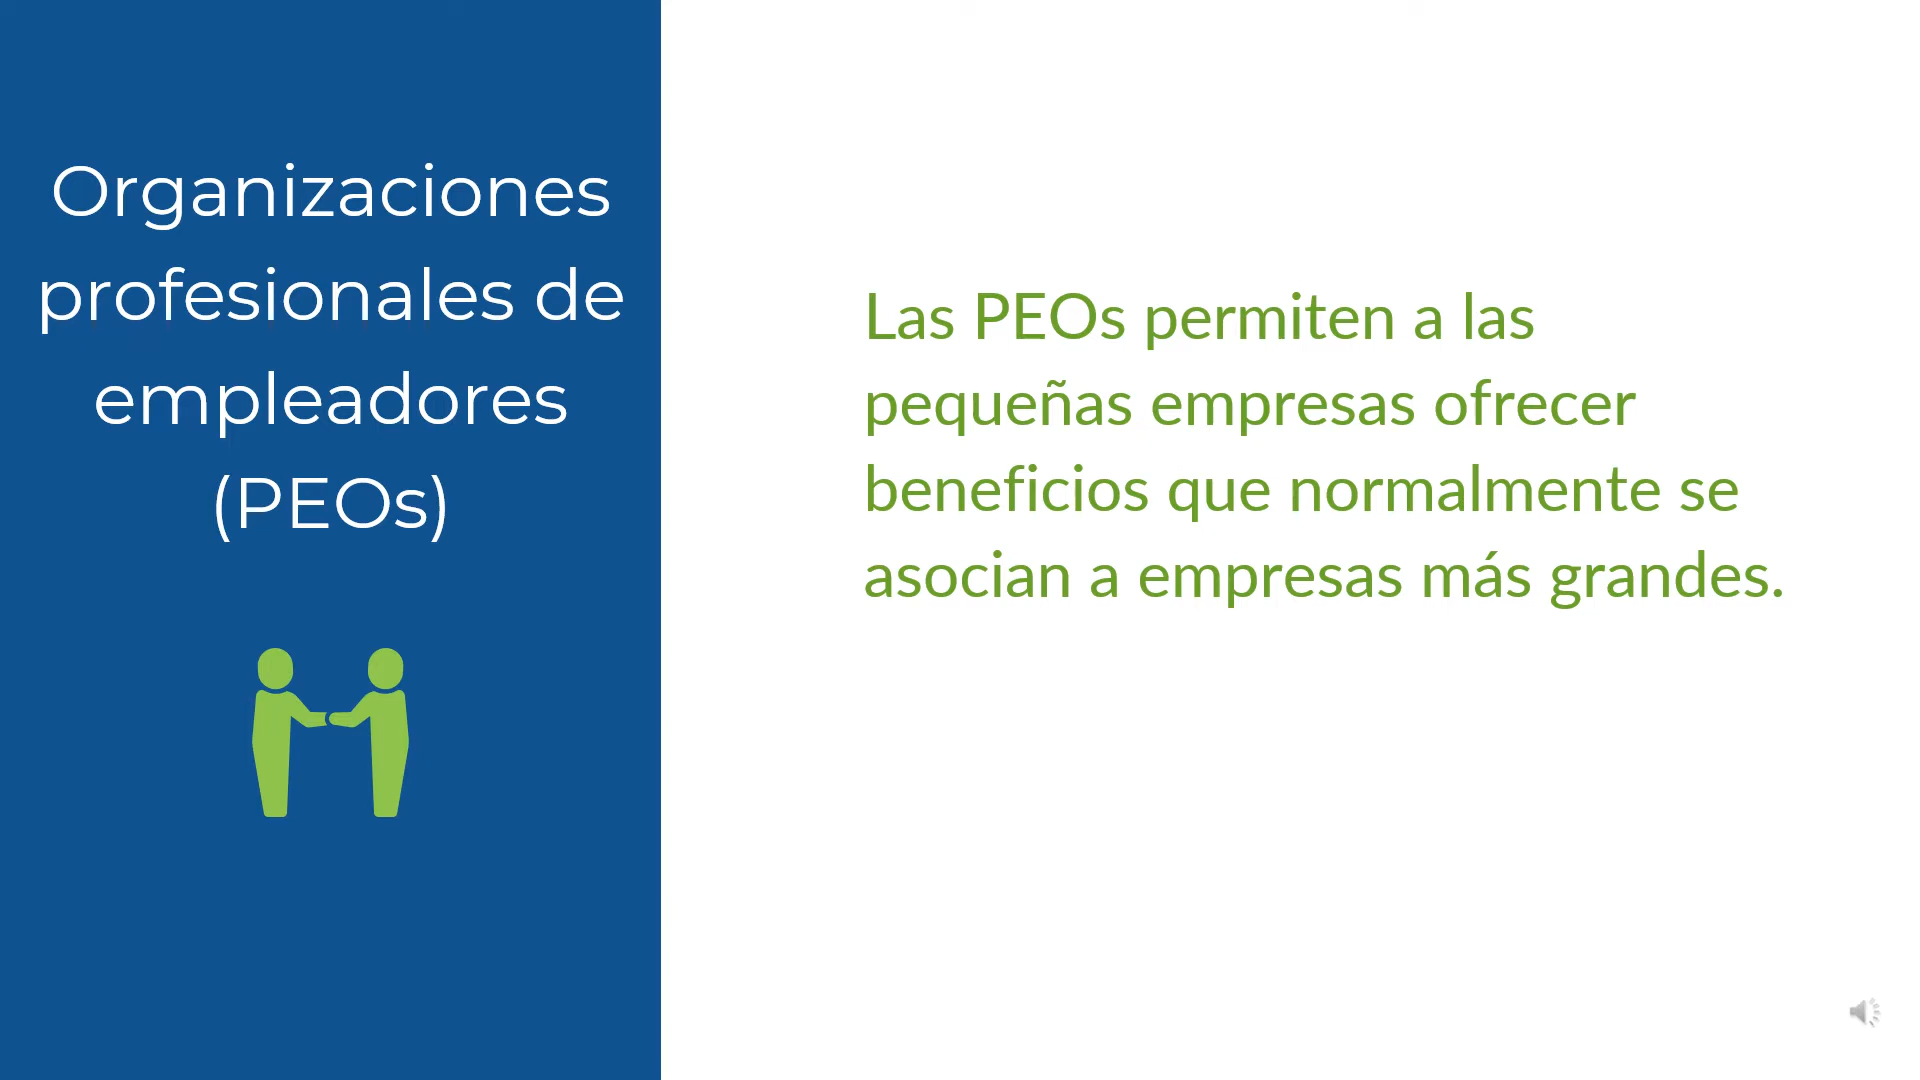 Organizaciones
profesionales de
empleadores
(PEOs)
Las PEOs permiten a las
pequeñas empresas ofrecer
beneficios que normalmente se
asocian a empresas más grandes.